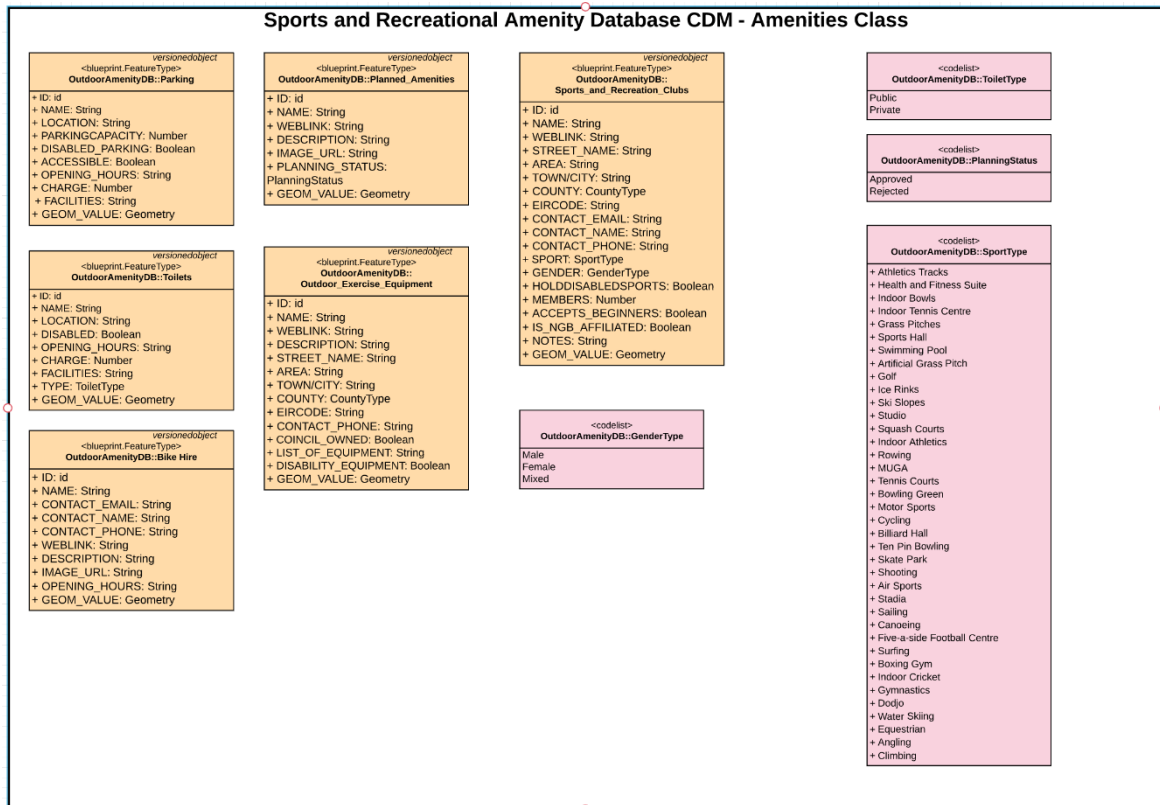 Sports and Recreational Amenity Database CDM - Amenities Class
versionedobject
<blueprint.FeatureType>
OutdoorAmenityDB::Parking
+ ID: id
+ NAME: String
+ LOCATION: String
+ PARKINGCAPACITY: Number
+ DISABLED_PARKING: Boolean
+ ACCESSIBLE: Boolean
+ OPENING_HOURS: String
+ CHARGE: Number
+ FACILITIES: String
+ GEOM_VALUE: Geometry
versionedobject
<blueprint.FeatureType>
OutdoorAmenityDB::Toilets
+ ID: id
+ NAME: String
+ LOCATION: String
+ DISABLED: Boolean
+ OPENING_HOURS: String
+ CHARGE: Number
+ FACILITIES: String
+ TYPE: ToiletType
+ GEOM_VALUE: Geometry
versionedobject
<blueprint.FeatureType>
OutdoorAmenityDB::Bike Hire
+ ID: id
+ NAME: String
+ CONTACT_EMAIL: String
+ CONTACT_NAME: String
+ CONTACT_PHONE: String
+ WEBLINK: String
+ DESCRIPTION: String
+ IMAGE_URL: String
+ OPENING_HOURS: String
+ GEOM_VALUE: Geometry
versionedobject
<blueprint.FeatureType>
OutdoorAmenityDB::Planned_Amenities
+ ID: id
+ NAME: String
+ WEBLINK: String
+ DESCRIPTION: String
+ IMAGE_URL: String
+ PLANNING_STATUS:
PlanningStatus
+ GEOM_VALUE: Geometry
versionedobject
<blueprint.FeatureType>
OutdoorAmenityDB::
Outdoor_Exercise_Equipment
+ ID: id
+ NAME: String
+ WEBLINK: String
+ DESCRIPTION: String
+ STREET_NAME: String
+ AREA: String
+ TOWN/CITY: String
+ COUNTY: CountyType
+ EIRCODE: String
+ CONTACT_PHONE: String
+ COINCIL_OWNED: Boolean
+ LIST_OF_EQUIPMENT: String
+ DISABILITY_EQUIPMENT: Boolean
+ GEOM_VALUE: Geometry
versionedobject
<blueprint.FeatureType>
OutdoorAmenityDB::
Sports_and_Recreation_Clubs
+ ID: id
+ NAME: String
+ WEBLINK: String
+ STREET_NAME: String
+ AREA: String
+ TOWN/CITY: String
+ COUNTY: CountyType
+ EIRCODE: String
+ CONTACT_EMAIL: String
+ CONTACT_NAME: String
+ CONTACT_PHONE: String
+ SPORT: SportType
+ GENDER: GenderType
+ HOLDDISABLEDSPORTS: Boolean
+ MEMBERS: Number
+ ACCEPTS_BEGINNERS: Boolean
+ IS_NGB_AFFILIATED: Boolean
+ NOTES: String
+ GEOM_VALUE: Geometry
<codelist>
OutdoorAmenityDB::GenderType
Male
Female
Mixed
<codelist>
OutdoorAmenityDB::ToiletType
Public
Private
<codelist>
OutdoorAmenityDB::PlanningStatus
Approved
Rejected
<codelist>
OutdoorAmenityDB::SportType
+ Athletics Tracks
+ Health and Fitness Suite
+ Indoor Bowls
+ Indoor Tennis Centre
+ Grass Pitches
+ Sports Hall
+ Swimming Pool
+ Artificial Grass Pitch
+ Golf
+ Ice Rinks
+ Ski Slopes
+ Studio
+ Squash Courts
+ Indoor Athletics
+ Rowing
+ MUGA
+ Tennis Courts
+ Bowling Green
+ Motor Sports
+ Cycling
+ Billiard Hall
+ Ten Pin Bowling
+ Skate Park
+ Shooting
+ Air Sports
+ Stadia
+ Sailing
+ Canoeing
+ Five-a-side Football Centre
+ Surfing
+ Boxing Gym
+ Indoor Cricket
+ Gymnastics
+ Dodjo
+ Water Skiing
+ Equestrian
+ Angling
+ Climbing